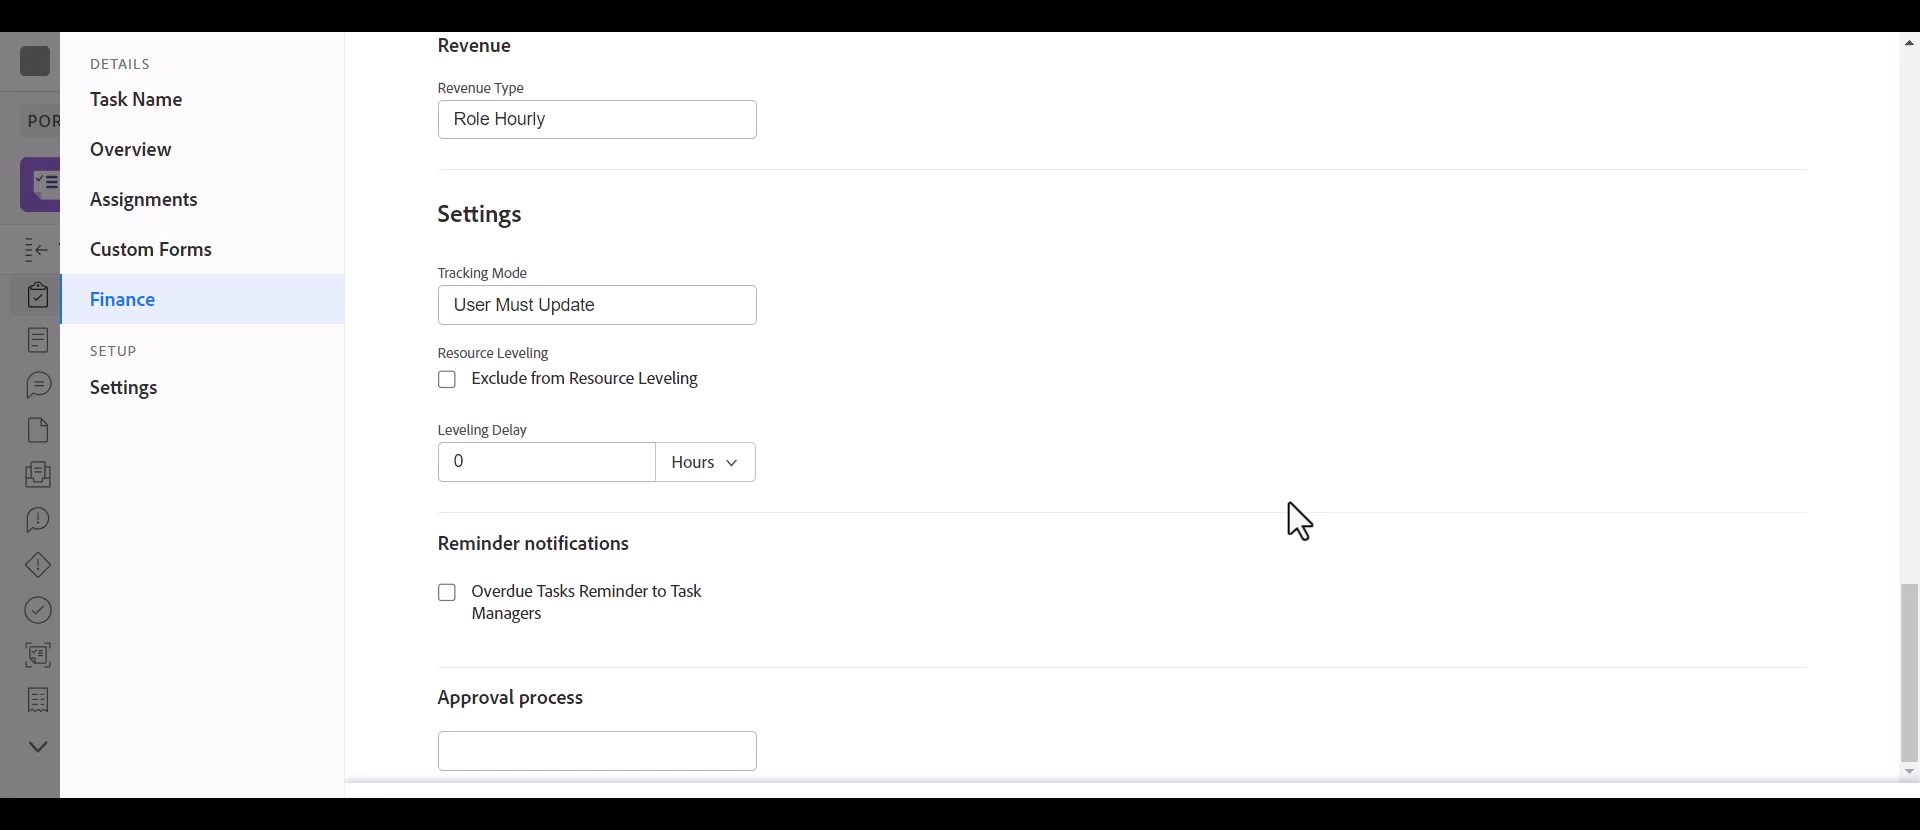 DETAILS
Task Name
Overview
Assignments
Custom Forms
Finance
SETUP
Settings
Revenue
Revenue Type
Role Hourly
Settings
Tracking Mode
User Must Update
Resource Leveling
Exclude from Resource Leveling
Leveling Delay
0 Hours
Reminder notifications
Overdue Tasks Reminder to Task
Managers
Approval process